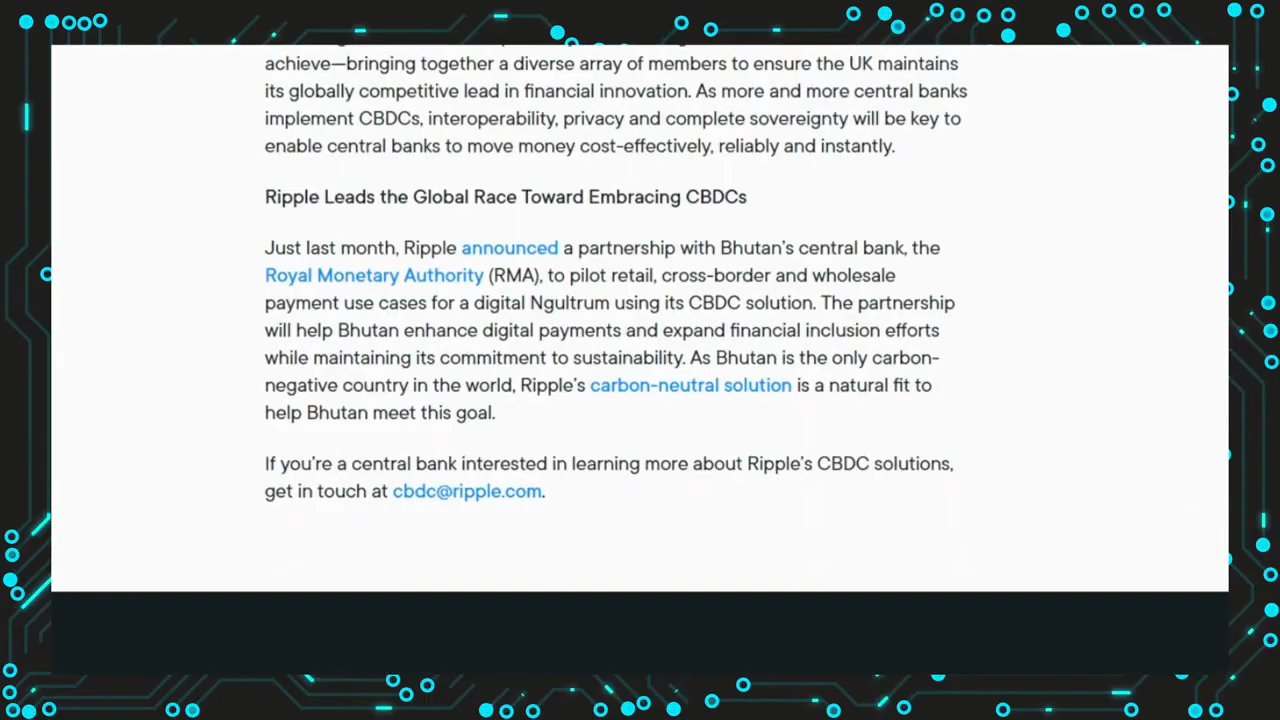 achieve—bringing together a diverse array of members to ensure the UK maintains
its globally competitive lead in financial innovation. As more and more central banks
implement CBDCs, interoperability, privacy and complete sovereignty will be key to
enable central banks to move money cost-effectively, reliably and instantly.
Ripple Leads the Global Race Toward Embracing CBDCs
Just last month, Ripple announced a partnership with Bhutan's central bank, the
Royal Monetary Authority (RMA), to pilot retail, cross-border and wholesale
payment use cases for a digital Ngultrum using its CBDC solution. The partnership
will help Bhutan enhance digital payments and expand financial inclusion efforts
while maintaining its commitment to sustainability. As Bhutan is the only carbon-
negative country in the world, Ripple's carbon-neutral solution is a natural fit to
help Bhutan meet this goal.
If you're a central bank interested in learning more about Ripple's CBDC solutions,
get in touch at cbdc@ripple.com.